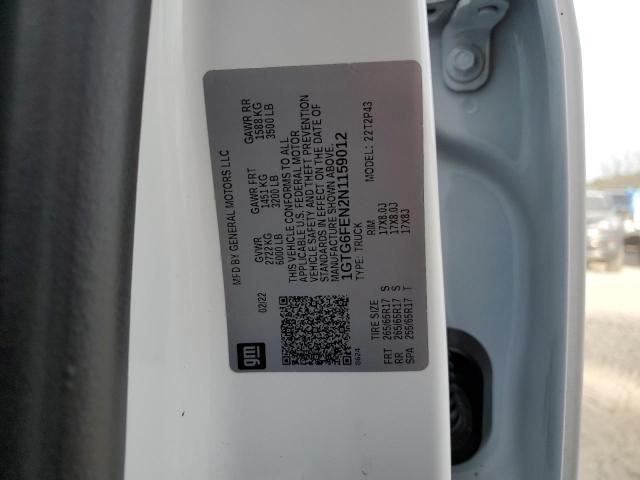 gm
MFD BY GENERAL MOTORS LLC
02/22
GVWR GAWR FRT GAWR RR
2722 KG 1451 KG 1588 KG
6000 LB 3200 LB 3500 LB
THIS VEHICLE CONFORMS TO ALL
APPLICABLE U.S. FEDERAL MOTOR
VEHICLE SAFETY AND THEFT PREVENTION
STANDARDS IN EFFECT ON THE DATE OF
MANUFACTURE SHOWN ABOVE.
1GTG6FEN2N1159012
TYPE: TRUCK MODEL: 22T2P43
0624
TIRE SIZE RIM
FRT 265/65R17 S 17X8.0J
RR 265/65R17 S 17X8.0J
SPA 255/65R17 T 17X8J